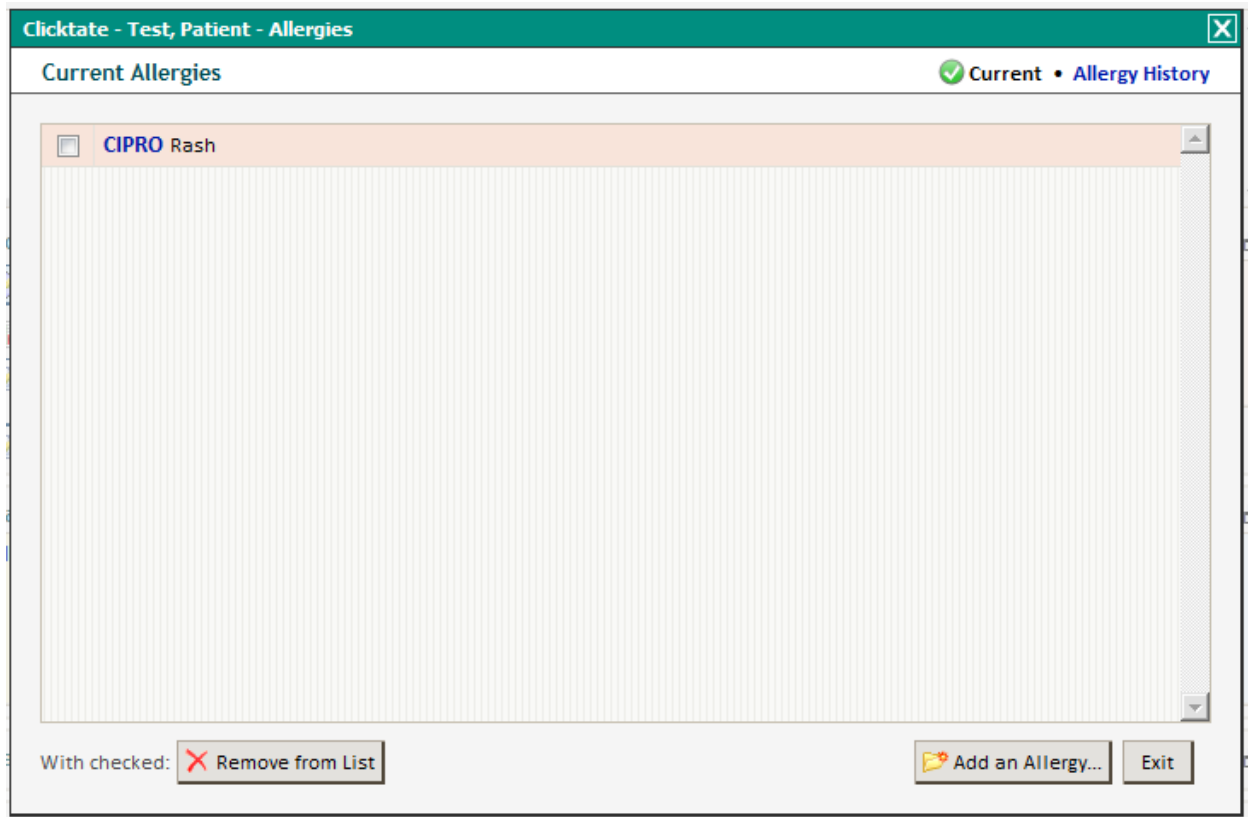 Clicktate - Test, Patient - Allergies
Current Allergies
Current • Allergy History
CIPRO Rash
With checked: Remove from List
Add an Allergy... Exit